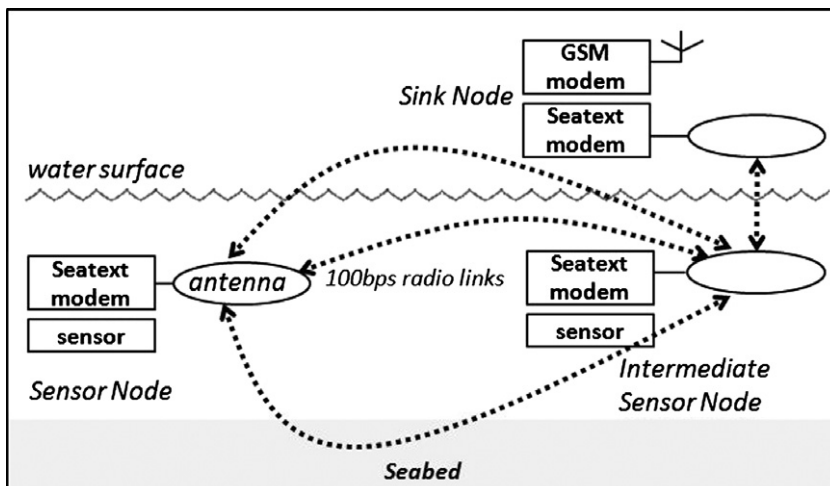 GSM
modem
Sink Node
Seatext
modem
water surface
Seatext
modem
antenna
100bps radio links
Seatext
modem
sensor
sensor
Sensor Node
Intermediate
Sensor Node
Seabed